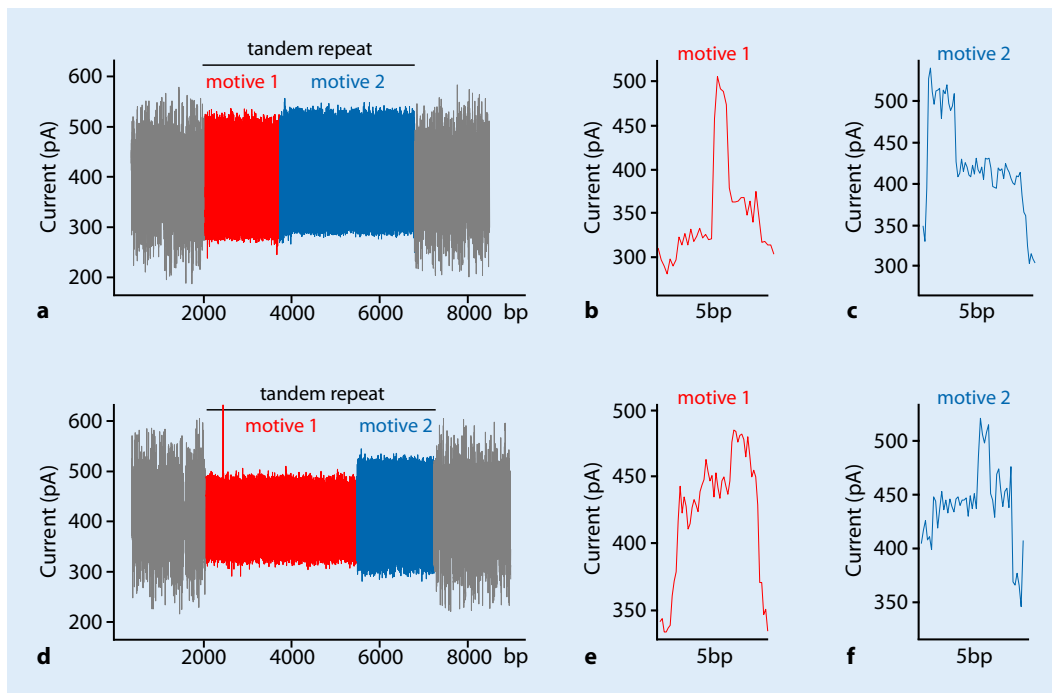 tandem repeat
motive 1 motive 2
600
500
400
300
200
Current (pA)
2000 4000 6000 8000 bp
a
motive 1
500
450
400
350
300
Current (pA)
5bp
b
motive 2
500
450
400
350
300
Current (pA)
5bp
c
tandem repeat
motive 1 motive 2
600
500
400
300
200
Current (pA)
2000 4000 6000 8000 bp
d
motive 1
500
450
400
350
Current (pA)
5bp
e
motive 2
500
450
400
350
Current (pA)
5bp
f